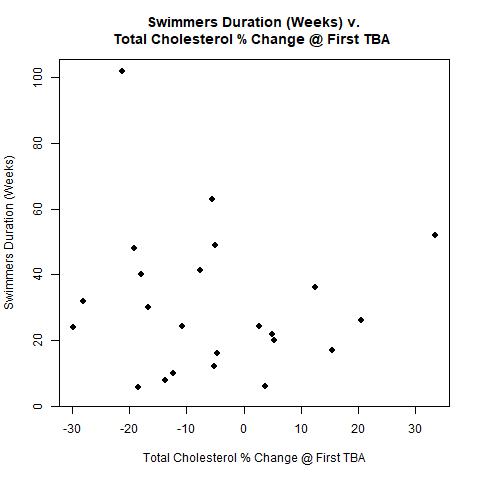 Swimmers Duration (Weeks) v.
Total Cholesterol % Change @ First TBA
Swimmers Duration (Weeks)
100
80
60
40
20
0
-30 -20 -10 0 10 20 30
Total Cholesterol % Change @ First TBA